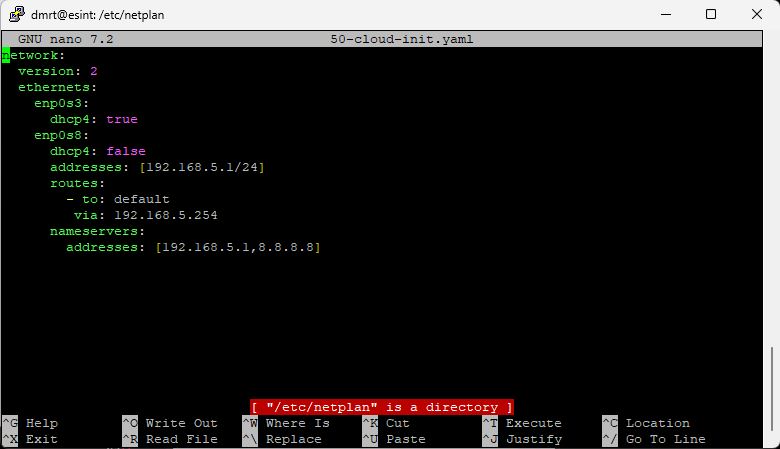 dmrt@esint: /etc/netplan
GNU nano 7.2 50-cloud-init.yaml
network:
  version: 2
  ethernets:
    enp0s3:
      dhcp4: true
    enp0s8:
      dhcp4: false
      addresses: [192.168.5.1/24]
      routes:
        - to: default
         via: 192.168.5.254
      nameservers:
        addresses: [192.168.5.1,8.8.8.8]
[ "/etc/netplan" is a directory ]
^G Help ^O Write Out ^W Where Is ^K Cut ^T Execute ^C Location
^X Exit ^R Read File ^\ Replace ^U Paste ^J Justify ^/ Go To Line